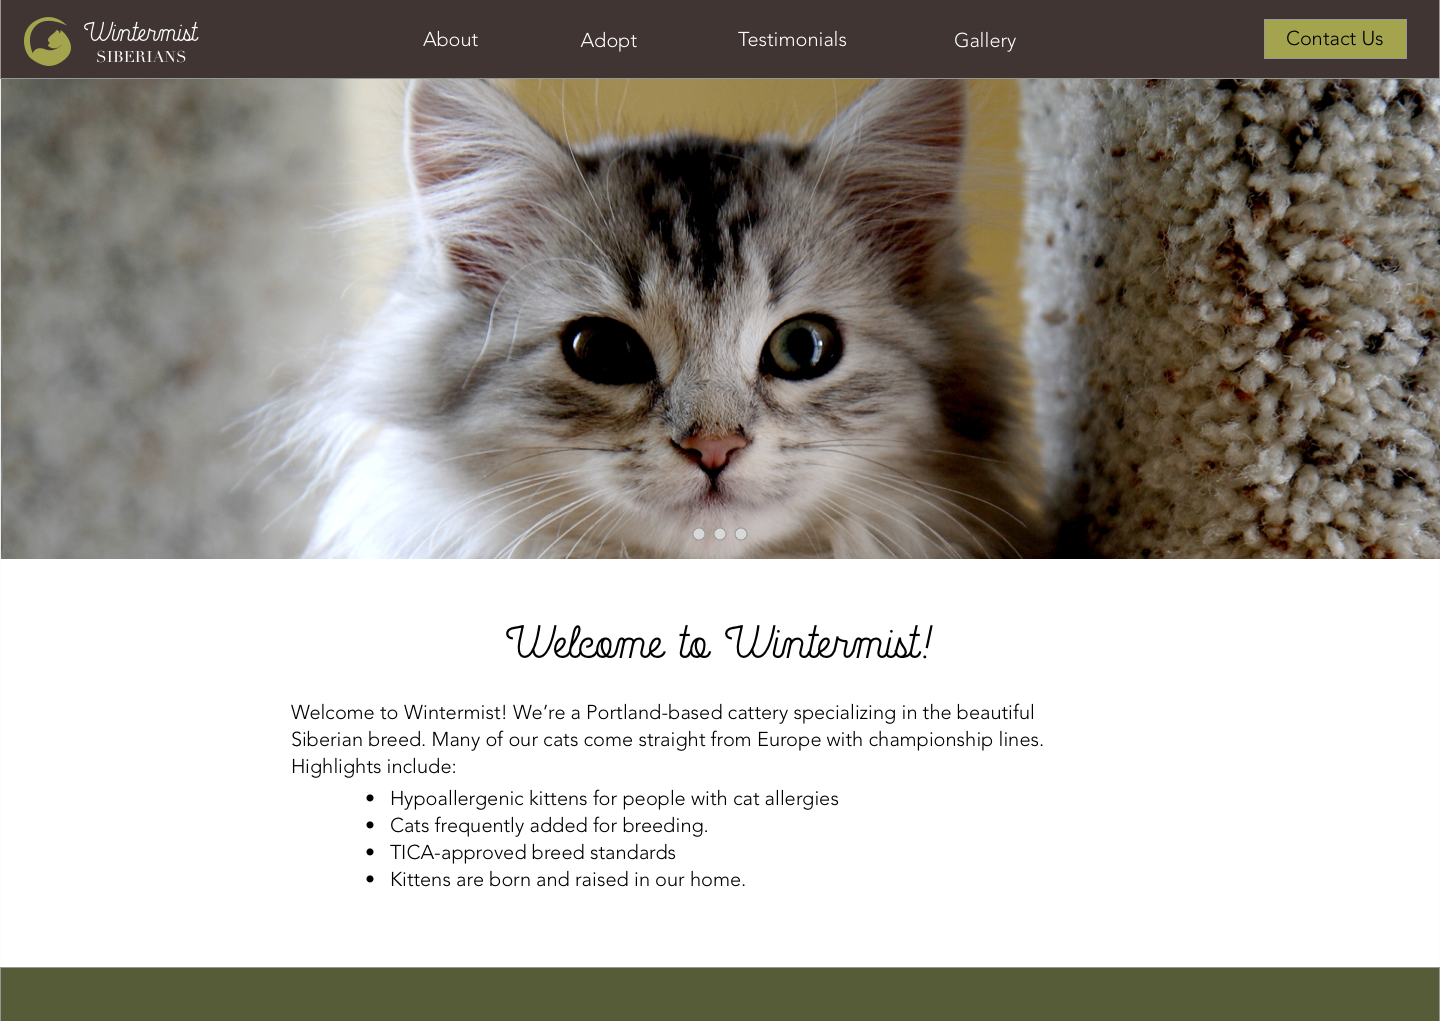 Wintermist
SIBERIANS
About
Adopt
Testimonials
Gallery
Contact Us
Welcome to Wintermist!
Welcome to Wintermist! We’re a Portland-based cattery specializing in the beautiful
Siberian breed. Many of our cats come straight from Europe with championship lines.
Highlights include:
• Hypoallergenic kittens for people with cat allergies
• Cats frequently added for breeding.
• TICA-approved breed standards
• Kittens are born and raised in our home.